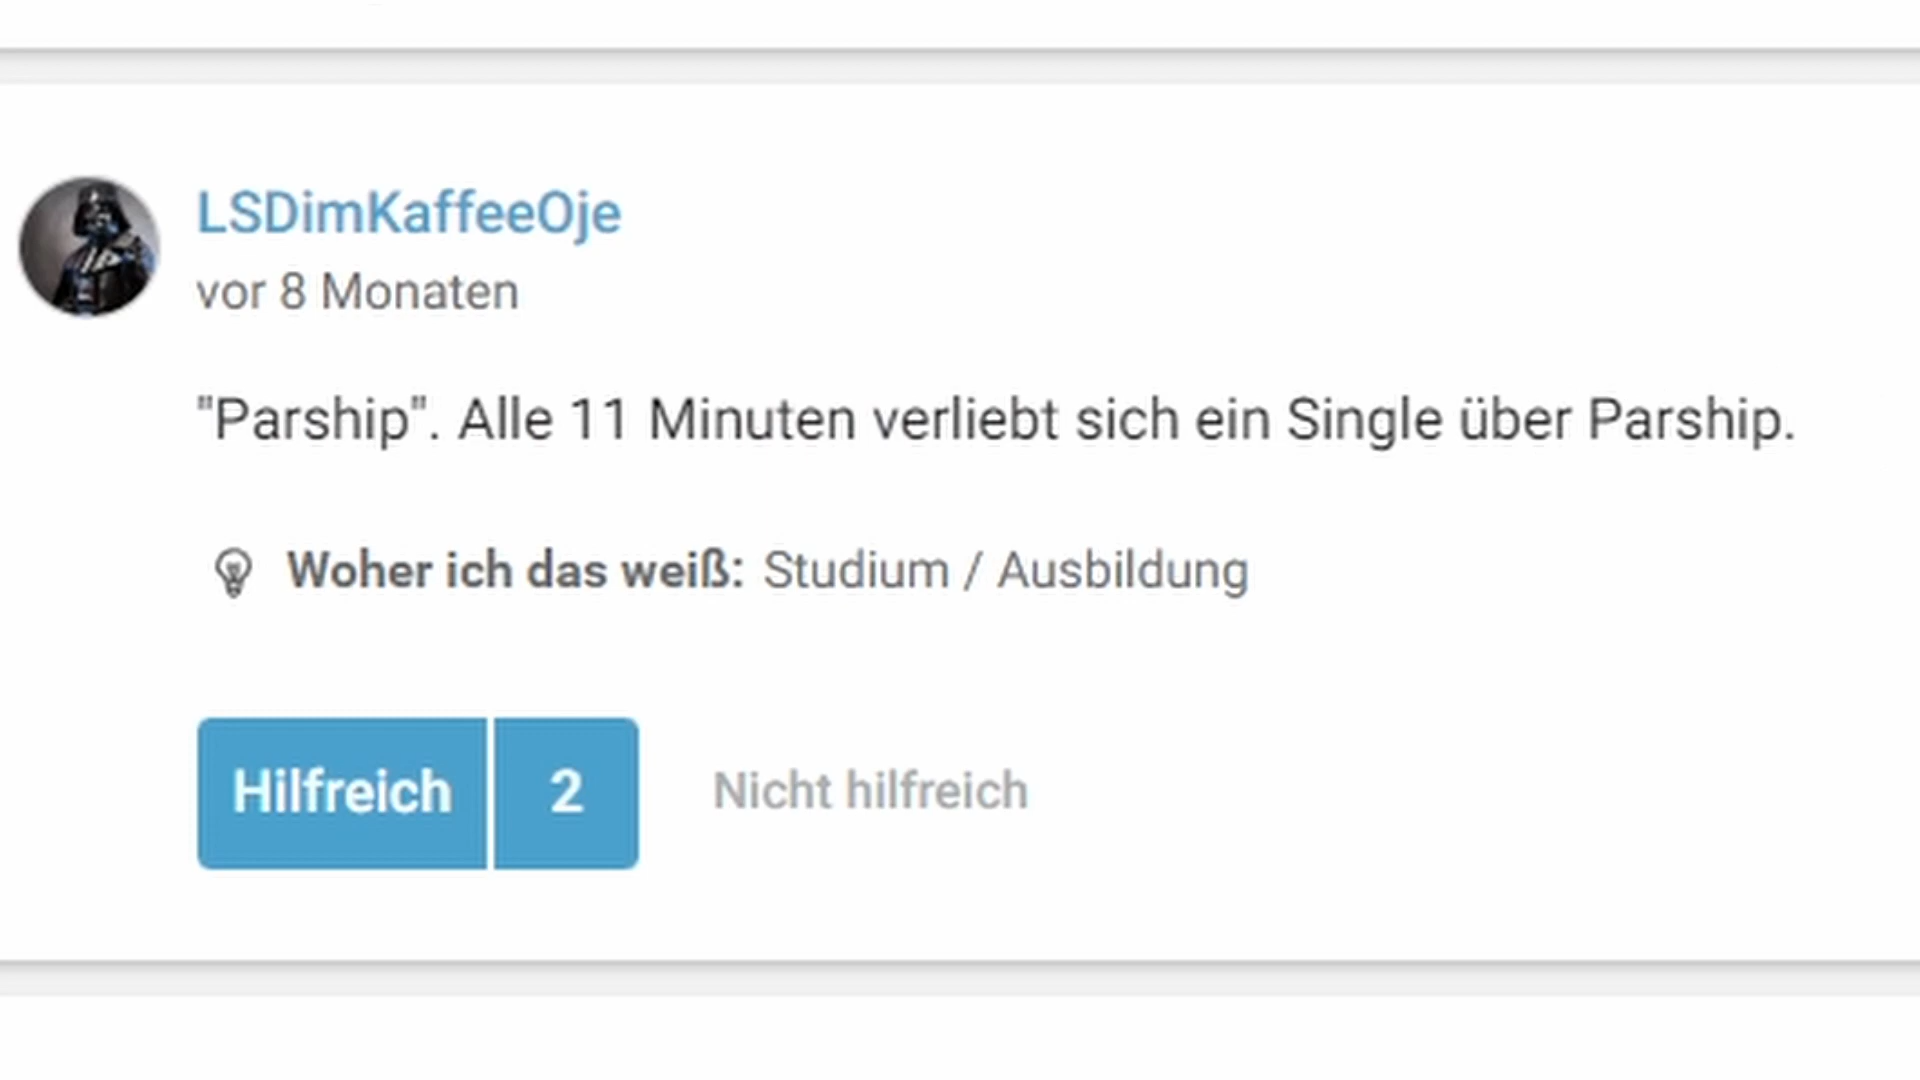 LSDimKaffeeOje
vor 8 Monaten
"Parship". Alle 11 Minuten verliebt sich ein Single über Parship.
Woher ich das weiß: Studium / Ausbildung
Hilfreich 2 Nicht hilfreich